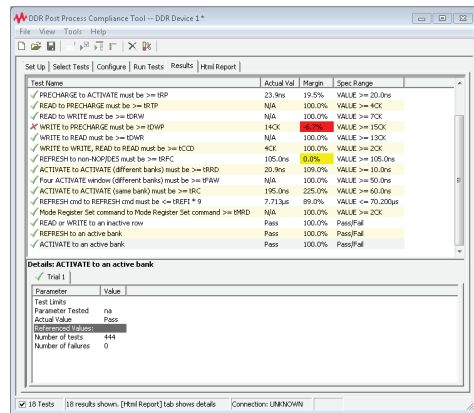 DDR Post Process Compliance Tool -- DDR Device 1 *
File View Tools Help
Set Up Select Tests Configure Run Tests Results Html Report
Test Name Actual Val Margin Spec Range
PRECHARGE to ACTIVATE must be >= tRP 23.9ns 19.5% VALUE >= 20.0ns
READ to PRECHARGE must be >= tRTP N/A 100.0% VALUE >= 4CK
READ to WRITE must be >= tDRW N/A 100.0% VALUE >= 7CK
WRITE to PRECHARGE must be >= tDWP 14CK -6.7% VALUE >= 15CK
WRITE to READ must be >= tDWR N/A 100.0% VALUE >= 13CK
WRITE to WRITE, READ to READ must be >= tCCD 4CK 100.0% VALUE >= 2CK
REFRESH to non-NOP/DES must be >= tRFC 105.0ns 0.0% VALUE >= 105.0ns
ACTIVATE to ACTIVATE (different banks) must be >= tRRD 20.9ns 109.0% VALUE >= 10.0ns
Four ACTIVATE window (different banks) must be >= tFAW N/A 100.0% VALUE >= 50.0ns
ACTIVATE to ACTIVATE (same bank) must be >= tRC 195.0ns 225.0% VALUE >= 60.0ns
REFRESH cmd to REFRESH cmd must be <= tREFI * 9 7.713µs 89.0% VALUE <= 70.200µs
Mode Register Set command to Mode Register Set command >= tMRD N/A 100.0% VALUE >= 2CK
READ or WRITE to an inactive row Pass 100.0% Pass/Fail
REFRESH to an active bank Pass 100.0% Pass/Fail
ACTIVATE to an active bank Pass 100.0% Pass/Fail
Details: ACTIVATE to an active bank
Trial 1
Parameter Value
Test Limits
Parameter Tested na
Actual Value Pass
Referenced Values:
Number of tests 444
Number of failures 0
18 Tests 18 results shown. [Html Report] tab shows details Connection: UNKNOWN